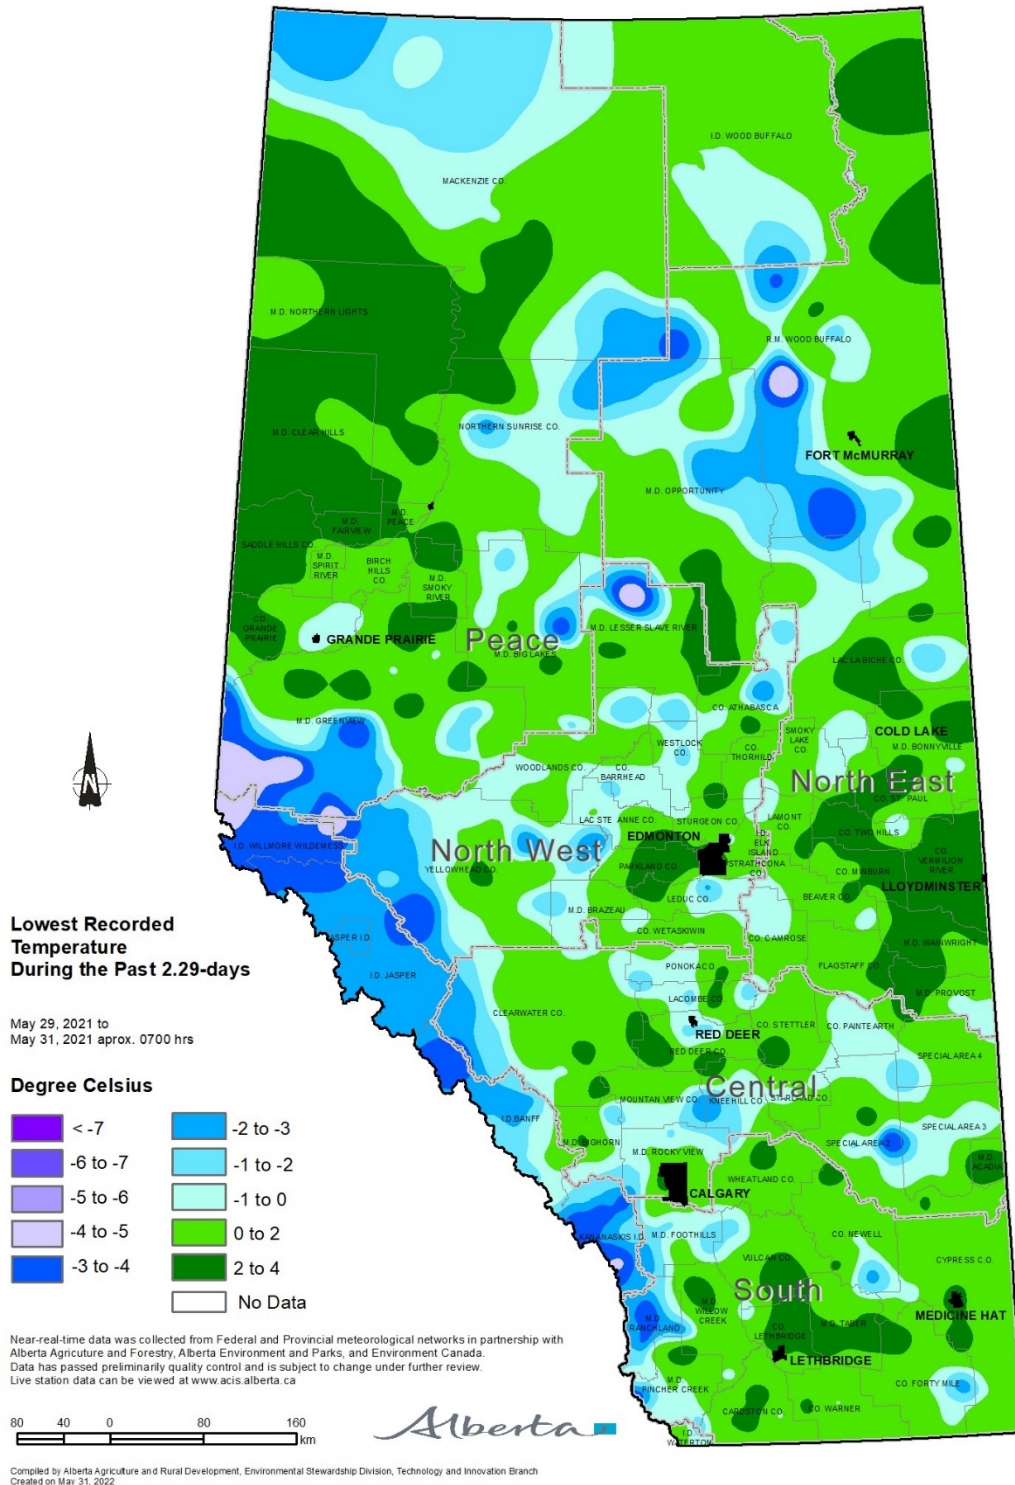 I.D. WOOD BUFFALO
MACKENZIE CO.
M.D. NORTHERN LIGHTS
R.M. WOOD BUFFALO
M.D. CLEAR HILLS
NORTHERN SUNRISE CO.
FORT McMURRAY
M.D. OPPORTUNITY
M.D.
PEACE
M.D.
FAIRVIEW
SADDLE HILLS CO.
M.D.
SPIRIT
RIVER
BIRCH
HILLS
CO.
M.D.
SMOKY
RIVER
CO.
GRANDE
PRAIRIE
GRANDE PRAIRIE
Peace
M.D. BIG LAKES
M.D. LESSER SLAVE RIVER
LAC LA BICHE CO.
CO. ATHABASCA
M.D. GREENVIEW
SMOKY
LAKE
CO.
COLD LAKE
M.D. BONNYVILLE
WESTLOCK
CO.
CO.
THORHILD
WOODLANDS CO.
CO.
BARRHEAD
North East
CO. ST. PAUL
LAC STE ANNE CO.
STURGEON CO.
LAMONT
CO.
EDMONTON
I.D.
ELK
ISLAND
CO. TWO HILLS
I.D. WILLMORE WILDERNESS
North West
PARKLAND CO.
STRATHCONA
CO.
CO.
VERMILION
RIVER
YELLOWHEAD CO.
CO. MINBURN
LLOYDMINSTER
LEDUC CO.
BEAVER CO.
M.D. BRAZEAU
CO. WETASKIWIN
CO. CAMROSE
M.D. WAINWRIGHT
Lowest Recorded
Temperature
During the Past 2.29-days
JASPER I.D.
I.D. JASPER
PONOKA CO.
FLAGSTAFF CO.
M.D. PROVOST
LACOMBE CO.
CLEARWATER CO.
May 29, 2021 to
May 31, 2021 aprox. 0700 hrs
RED DEER
CO. STETTLER
CO. PAINTEARTH
RED DEER CO.
SPECIAL AREA 4
Degree Celsius
Central
MOUNTAIN VIEW CO.
KNEEHILL CO.
STARLAND CO.
I.D. BANFF
SPECIAL AREA 3
< -7
-2 to -3
M.D. BIGHORN
SPECIAL AREA 2
M.D. ROCKY VIEW
M.D.
ACADIA
-6 to -7
-1 to -2
WHEATLAND CO.
CALGARY
-5 to -6
-1 to 0
-4 to -5
0 to 2
KANANASKIS I.D.
M.D. FOOTHILLS
CO. NEWELL
VULCAN CO.
CYPRESS CO.
-3 to -4
2 to 4
South
No Data
M.D.
WILLOW
CREEK
MEDICINE HAT
M.D.
RANCHLAND
M.D. TABER
CO.
LETHBRIDGE
LETHBRIDGE
Near-real-time data was collected from Federal and Provincial meteorological networks in partnership with
Alberta Agricuture and Forestry, Alberta Environment and Parks, and Environment Canada.
Data has passed preliminarily quality control and is subject to change under further review.
Live station data can be viewed at www.acis.alberta.ca
M.D.
PINCHER CREEK
CO. FORTY MILE
CARDSTON CO.
CO. WARNER
I.D.
WATERTON
80 40 0 80 160
km
Alberta
N
Compiled by Alberta Agriculture and Rural Development, Environmental Stewardship Division, Technology and Innovation Branch
Created on May 31, 2022